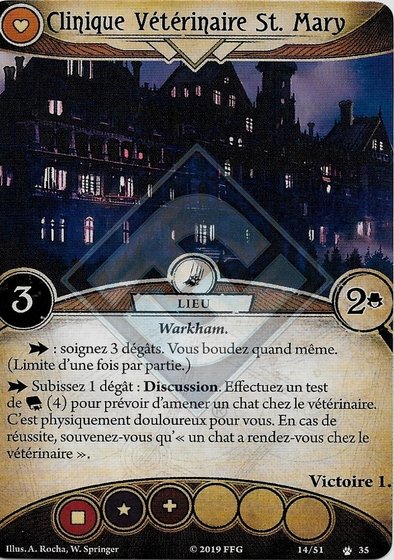 Clinique Vétérinaire St. Mary
3
LIEU
2
Warkham.
: soignez 3 dégâts. Vous boudez quand même.
(Limite d'une fois par partie.)
Subissez 1 dégât : Discussion. Effectuez un test
de (4) pour prévoir d'amener un chat chez le vétérinaire.
C'est physiquement douloureux pour vous. En cas de
réussite, souvenez-vous qu'« un chat a rendez-vous chez le
vétérinaire ».
Victoire 1.
Illus. A. Rocha, W. Springer
© 2019 FFG
14/51
35